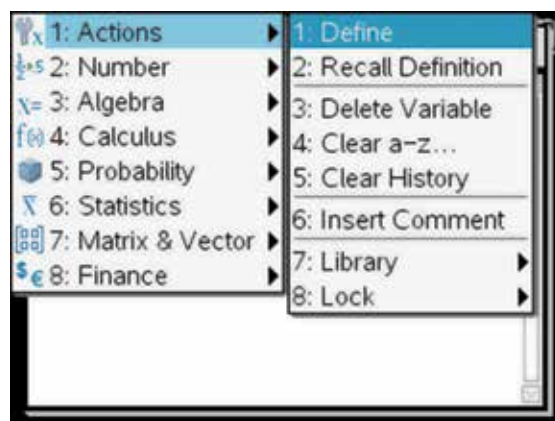 1: Actions
2: Number
3: Algebra
4: Calculus
5: Probability
6: Statistics
7: Matrix & Vector
8: Finance
1: Define
2: Recall Definition
3: Delete Variable
4: Clear a–z...
5: Clear History
6: Insert Comment
7: Library
8: Lock